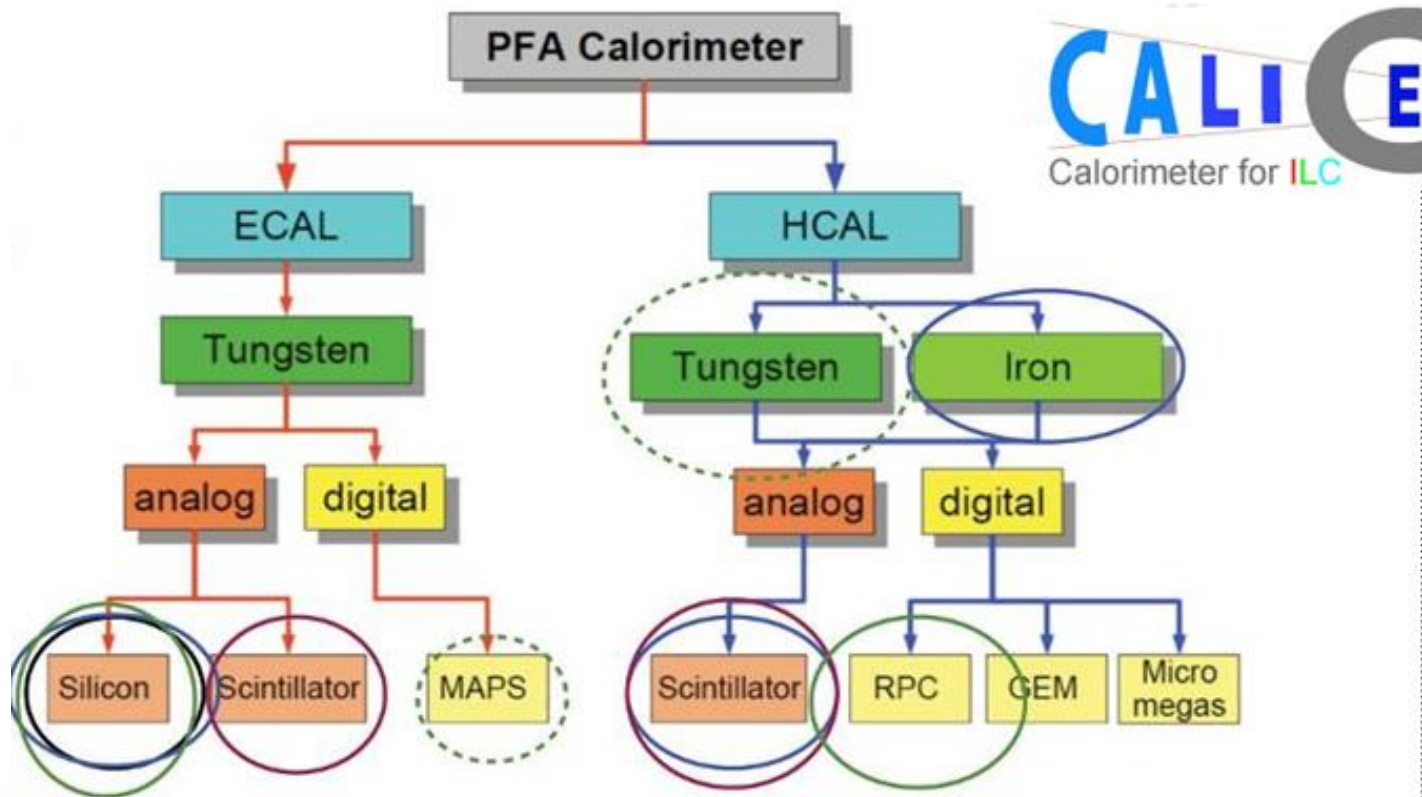 PFA Calorimeter
CALICE
Calorimeter for ILC
ECAL
HCAL
Tungsten
Tungsten
Iron
analog
digital
analog
digital
Silicon
Scintillator
MAPS
Scintillator
RPC
GEM
Micro
megas